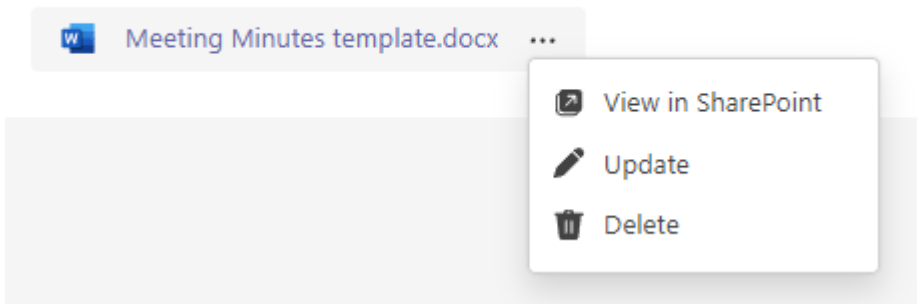 Meeting Minutes template.docx ...
View in SharePoint
Update
Delete